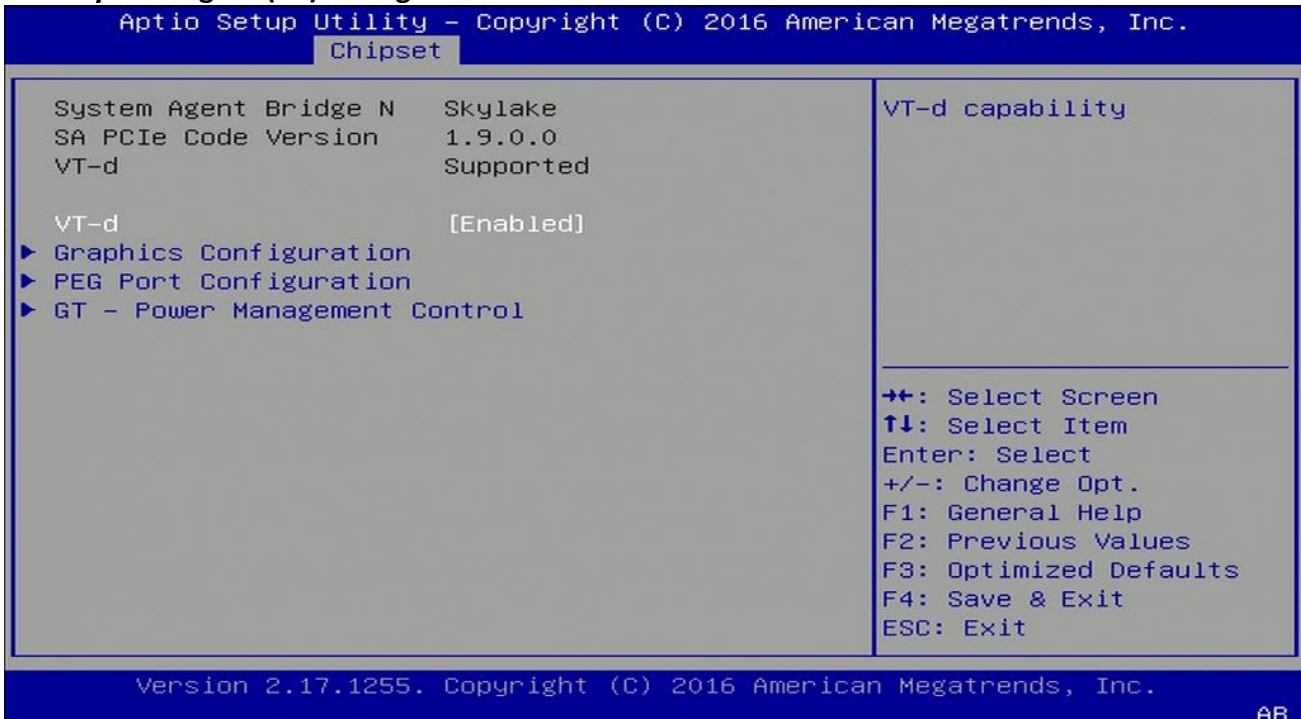 Aptio Setup Utility – Copyright (C) 2016 American Megatrends, Inc.
Chipset
System Agent Bridge N Skylake
SA PCIe Code Version 1.9.0.0
VT-d Supported
VT-d [Enabled]
▶ Graphics Configuration
▶ PEG Port Configuration
▶ GT – Power Management Control
VT-d capability
→←: Select Screen
↑↓: Select Item
Enter: Select
+/-: Change Opt.
F1: General Help
F2: Previous Values
F3: Optimized Defaults
F4: Save & Exit
ESC: Exit
Version 2.17.1255. Copyright (C) 2016 American Megatrends, Inc.
AB